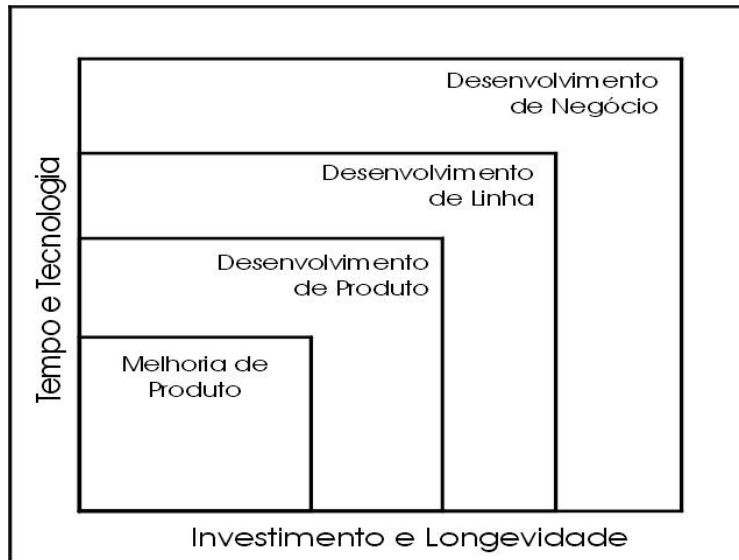 Desenvolvimento
de Negócio
Desenvolvimento
de Linha
Desenvolvimento
de Produto
Melhoria de
Produto
Tempo e Tecnologia
Investimento e Longevidade